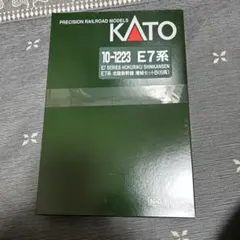 PRECISION RAILROAD MODELS
KATO
10-1223 E7系
E7 SERIES HOKURIKU SHINKANSEN
E7系 北陸新幹線 増結セットB(6両)